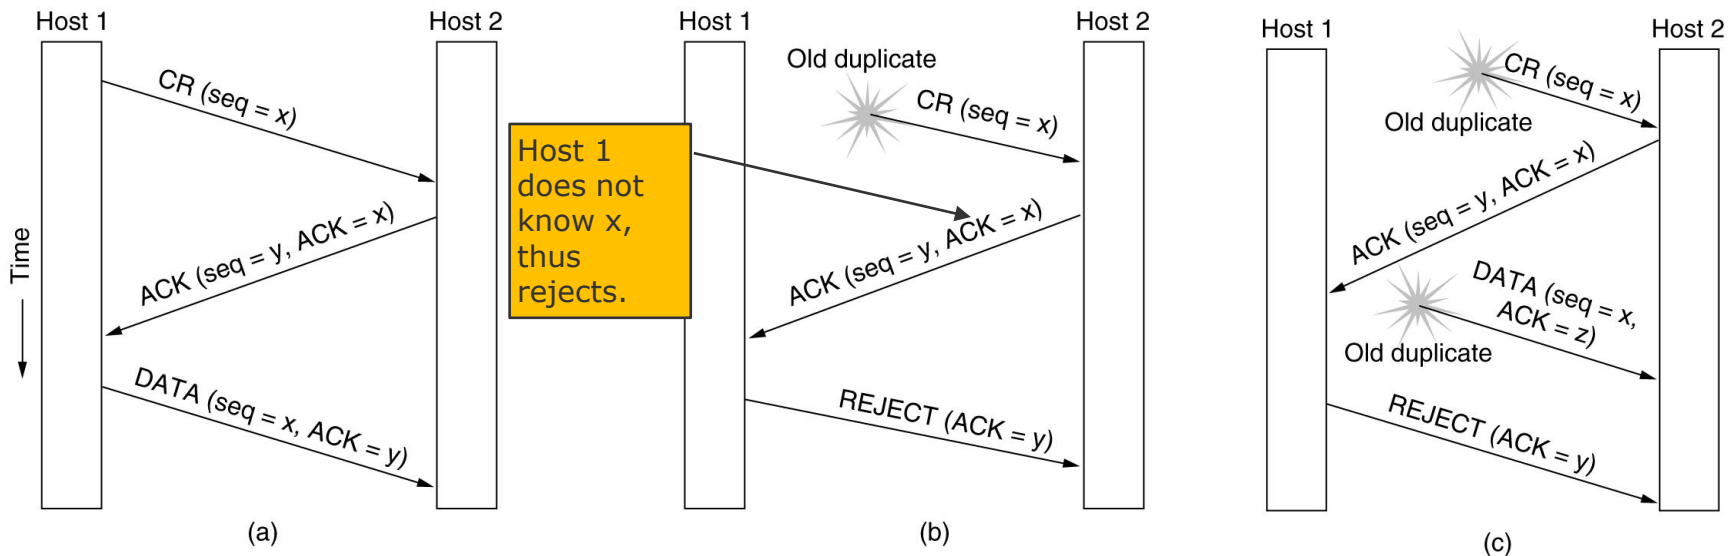 Host 1
Host 2
CR (seq = x)
ACK (seq = y, ACK = x)
DATA (seq = x, ACK = y)
Time
(a)
Host 1
Host 2
Old duplicate
CR (seq = x)
Host 1
does not
know x,
thus
rejects.
ACK (seq = y, ACK = x)
REJECT (ACK = y)
(b)
Host 1
Host 2
CR (seq = x)
Old duplicate
ACK (seq = y, ACK = x)
DATA (seq = x,
ACK = z)
Old duplicate
REJECT (ACK = y)
(c)